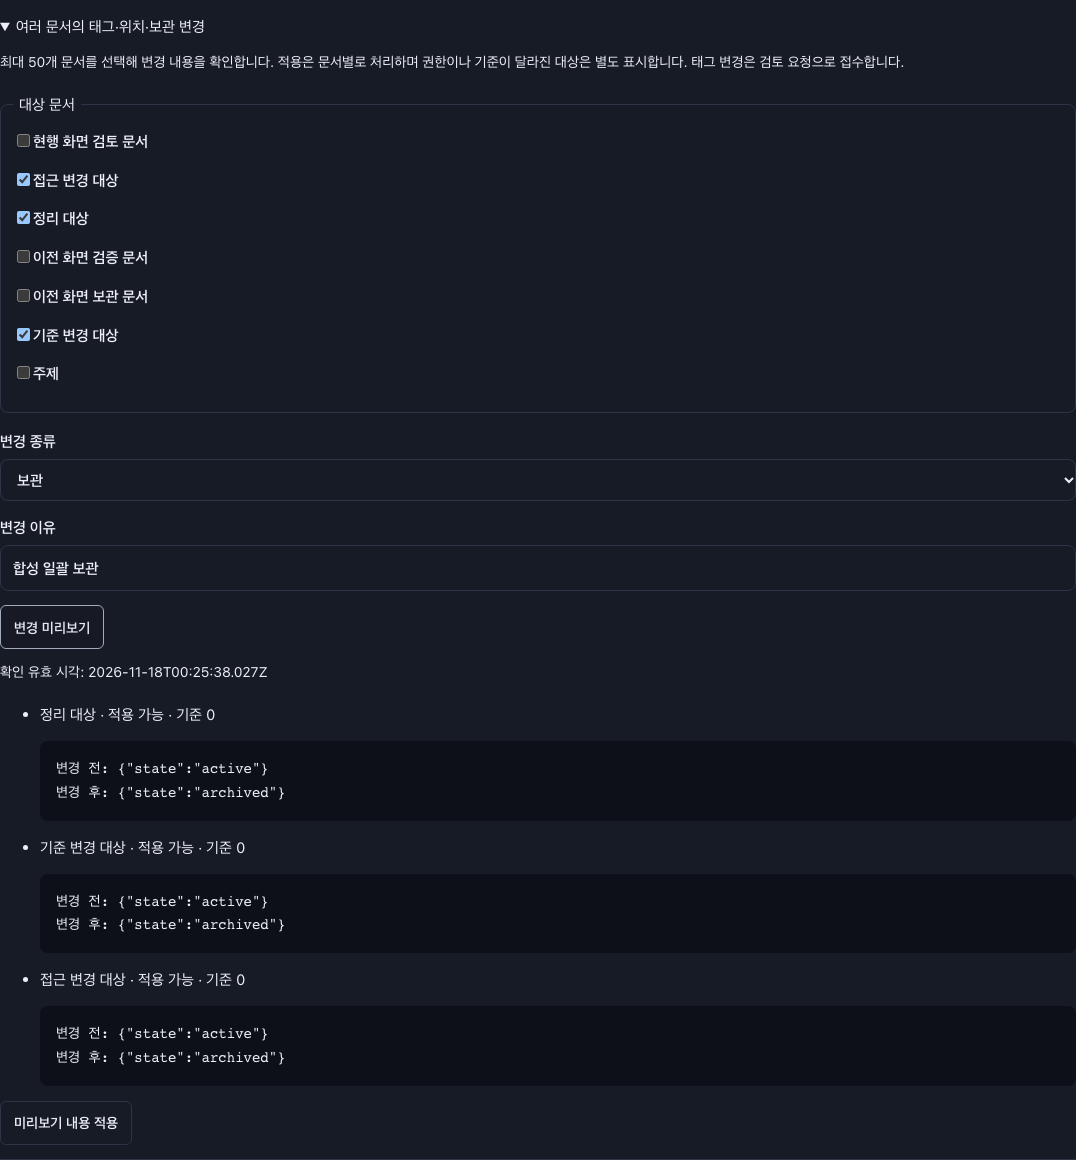 ▼ 여러 문서의 태그·위치·보관 변경
최대 50개 문서를 선택해 변경 내용을 확인합니다. 적용은 문서별로 처리하며 권한이나 기준이 달라진 대상은 별도 표시합니다. 태그 변경은 검토 요청으로 접수합니다.
대상 문서
현행 화면 검토 문서
접근 변경 대상
정리 대상
이전 화면 검증 문서
이전 화면 보관 문서
기준 변경 대상
주제
변경 종류
보관
변경 이유
합성 일괄 보관
변경 미리보기
확인 유효 시각: 2026-11-18T00:25:38.027Z
• 정리 대상 · 적용 가능 · 기준 0
변경 전: {"state":"active"}
변경 후: {"state":"archived"}
• 기준 변경 대상 · 적용 가능 · 기준 0
변경 전: {"state":"active"}
변경 후: {"state":"archived"}
• 접근 변경 대상 · 적용 가능 · 기준 0
변경 전: {"state":"active"}
변경 후: {"state":"archived"}
미리보기 내용 적용